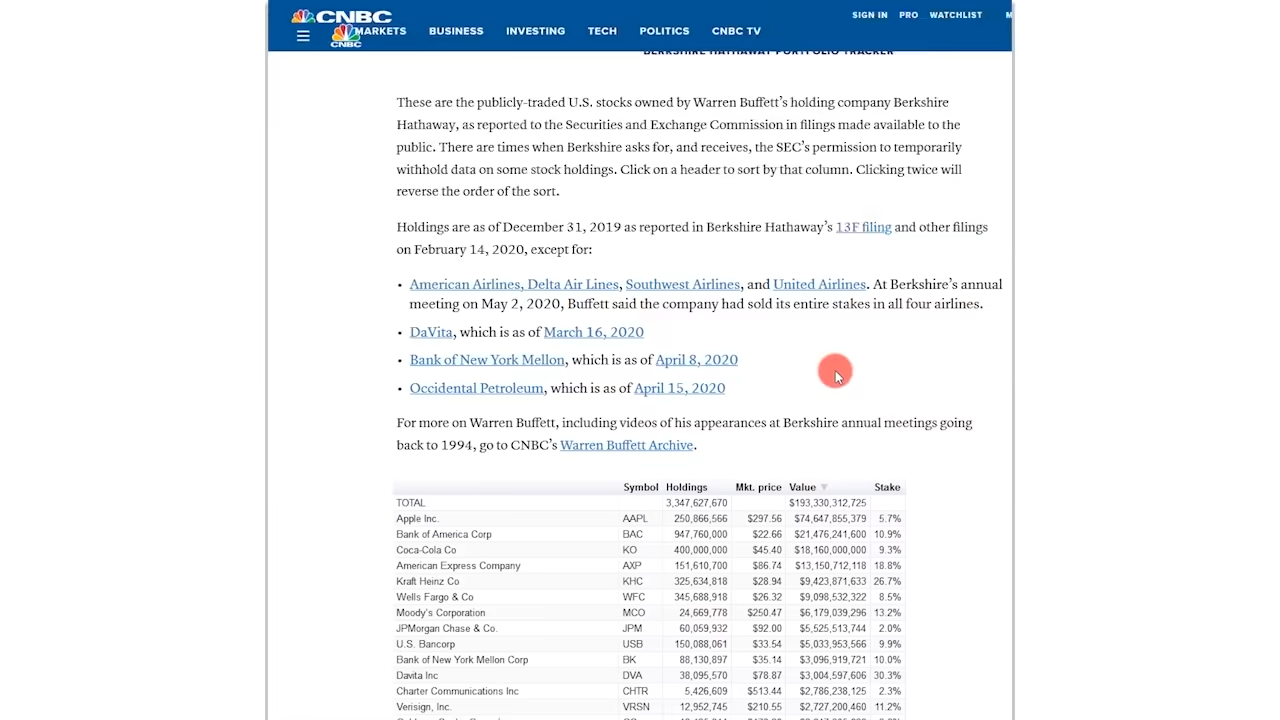 CNBC
SIGN IN PRO WATCHLIST M
MARKETS BUSINESS INVESTING TECH POLITICS CNBC TV
CNBC
BERKSHIRE HATHAWAY PORTFOLIO TRACKER
These are the publicly-traded U.S. stocks owned by Warren Buffett’s holding company Berkshire
Hathaway, as reported to the Securities and Exchange Commission in filings made available to the
public. There are times when Berkshire asks for, and receives, the SEC’s permission to temporarily
withhold data on some stock holdings. Click on a header to sort by that column. Clicking twice will
reverse the order of the sort.
Holdings are as of December 31, 2019 as reported in Berkshire Hathaway’s 13F filing and other filings
on February 14, 2020, except for:
• American Airlines, Delta Air Lines, Southwest Airlines, and United Airlines. At Berkshire’s annual
meeting on May 2, 2020, Buffett said the company had sold its entire stakes in all four airlines.
• DaVita, which is as of March 16, 2020
• Bank of New York Mellon, which is as of April 8, 2020
• Occidental Petroleum, which is as of April 15, 2020
For more on Warren Buffett, including videos of his appearances at Berkshire annual meetings going
back to 1994, go to CNBC’s Warren Buffett Archive.
Symbol Holdings Mkt. price Value Stake
TOTAL 3,347,627,670 $193,330,312,725
Apple Inc. AAPL 250,866,566 $297.56 $74,647,855,379 5.7%
Bank of America Corp BAC 947,760,000 $22.66 $21,476,241,600 10.9%
Coca-Cola Co KO 400,000,000 $45.40 $18,160,000,000 9.3%
American Express Company AXP 151,610,700 $86.74 $13,150,712,118 18.8%
Kraft Heinz Co KHC 325,634,818 $28.94 $9,423,871,633 26.7%
Wells Fargo & Co WFC 345,688,918 $26.32 $9,098,532,322 8.5%
Moody's Corporation MCO 24,669,778 $250.47 $6,179,039,296 13.2%
JPMorgan Chase & Co. JPM 60,059,932 $92.00 $5,525,513,744 2.0%
U.S. Bancorp USB 150,088,061 $33.54 $5,033,953,566 9.9%
Bank of New York Mellon Corp BK 88,130,897 $35.14 $3,096,919,721 10.0%
Davita Inc DVA 38,095,570 $78.87 $3,004,597,606 30.3%
Charter Communications Inc CHTR 5,426,609 $513.44 $2,786,238,125 2.3%
Verisign, Inc. VRSN 12,952,745 $210.55 $2,727,200,460 11.2%